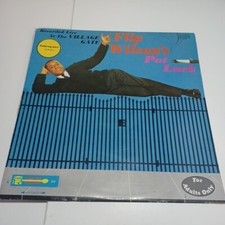 Recorded Live
At The VILLAGE
GATE
Flip
Wilson's
Pot
Luck
For
Adults Only